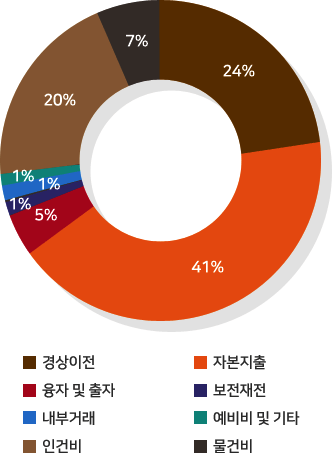 7%
24%
20%
1%
1%
1%
5%
41%
경상이전
자본지출
융자 및 출자
보전재전
내부거래
예비비 및 기타
인건비
물건비